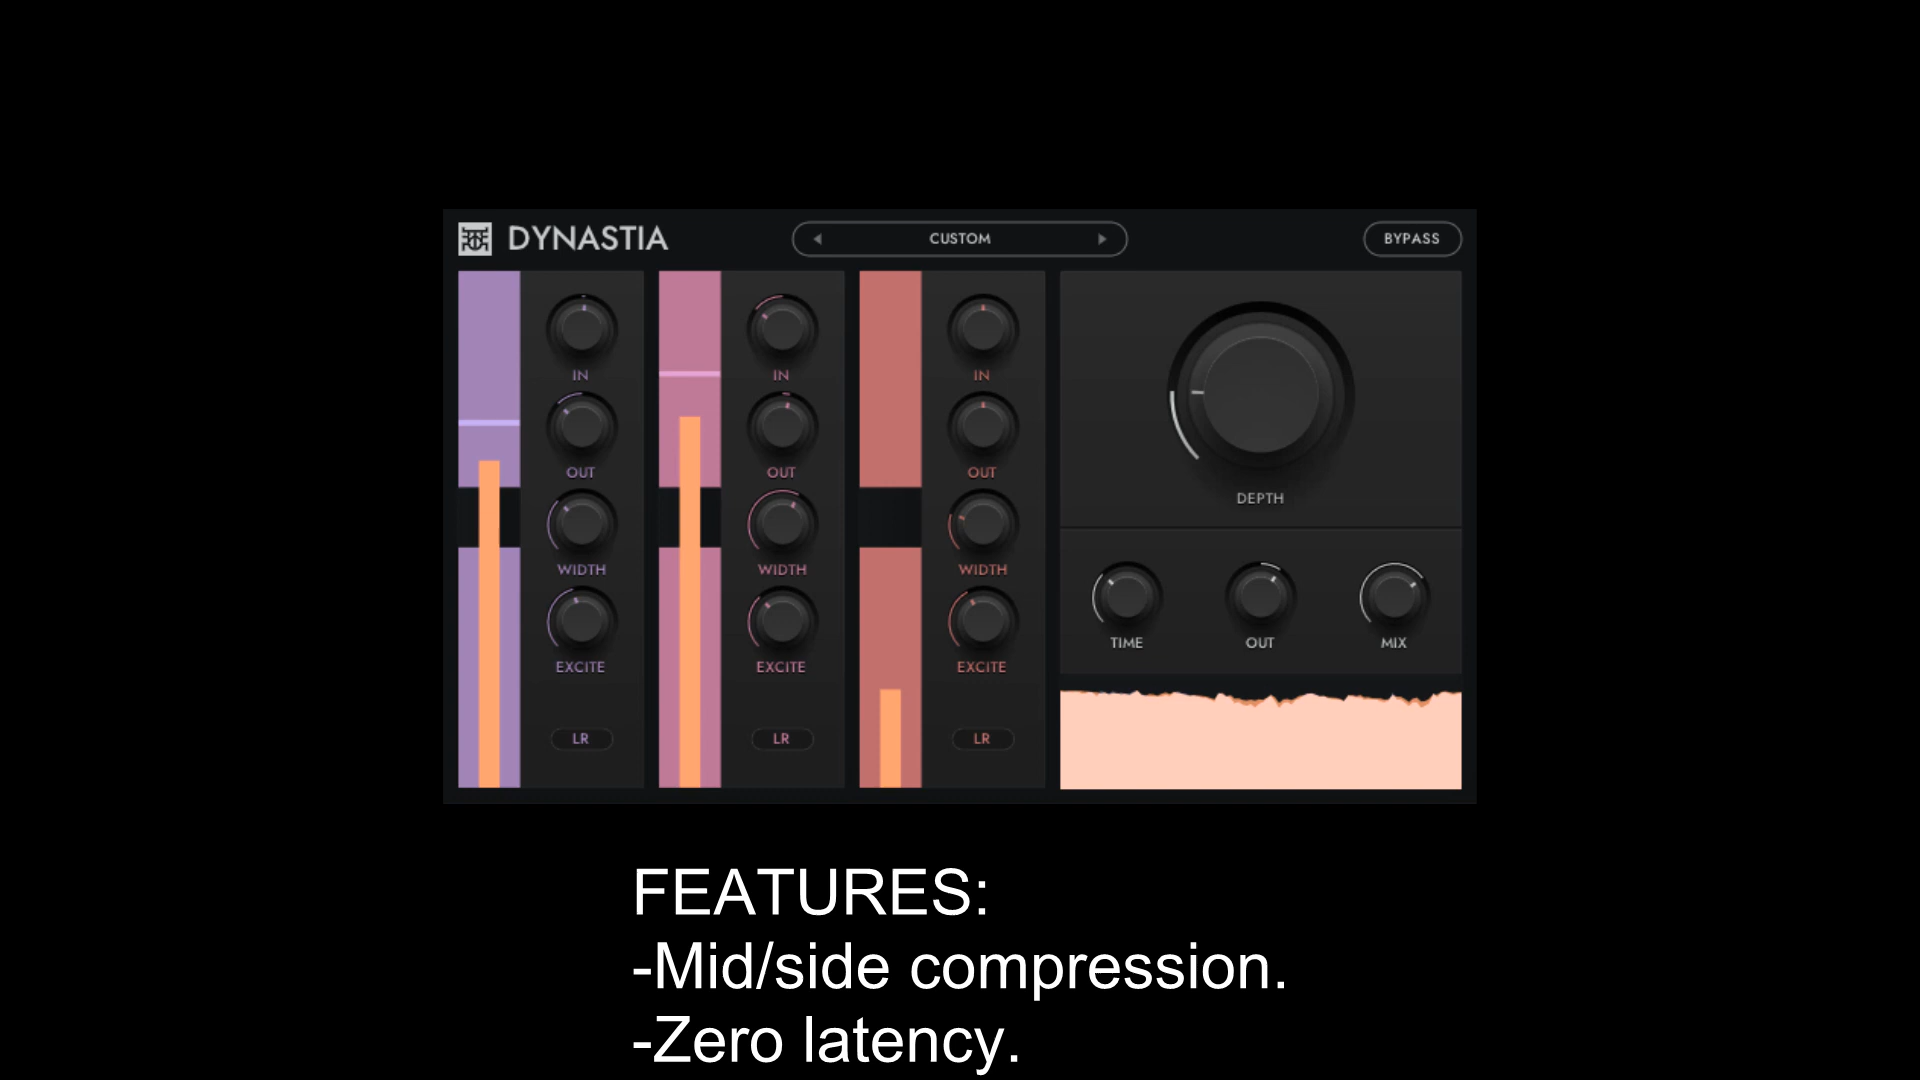 DYNASTIA
CUSTOM
BYPASS
IN
OUT
WIDTH
EXCITE
LR
IN
OUT
WIDTH
EXCITE
LR
IN
OUT
WIDTH
EXCITE
LR
DEPTH
TIME
OUT
MIX
FEATURES:
-Mid/side compression.
-Zero latency.